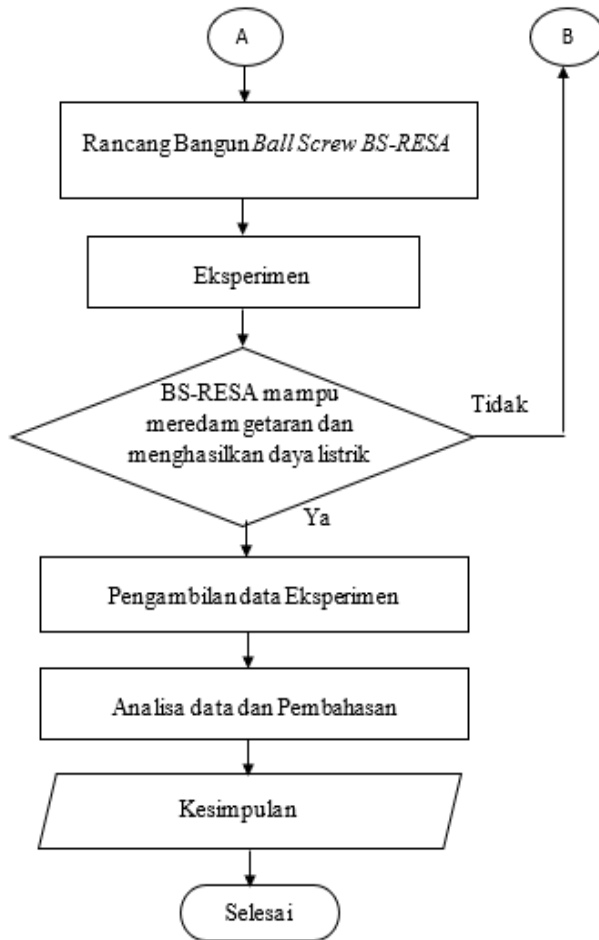 A
B
Rancang Bangun Ball Screw BS-RESA
Eksperimen
BS-RESA mampu
meredam getaran dan
menghasilkan daya listrik
Tidak
Ya
Pengambilan data Eksperimen
Analisa data dan Pembahasan
Kesimpulan
Selesai